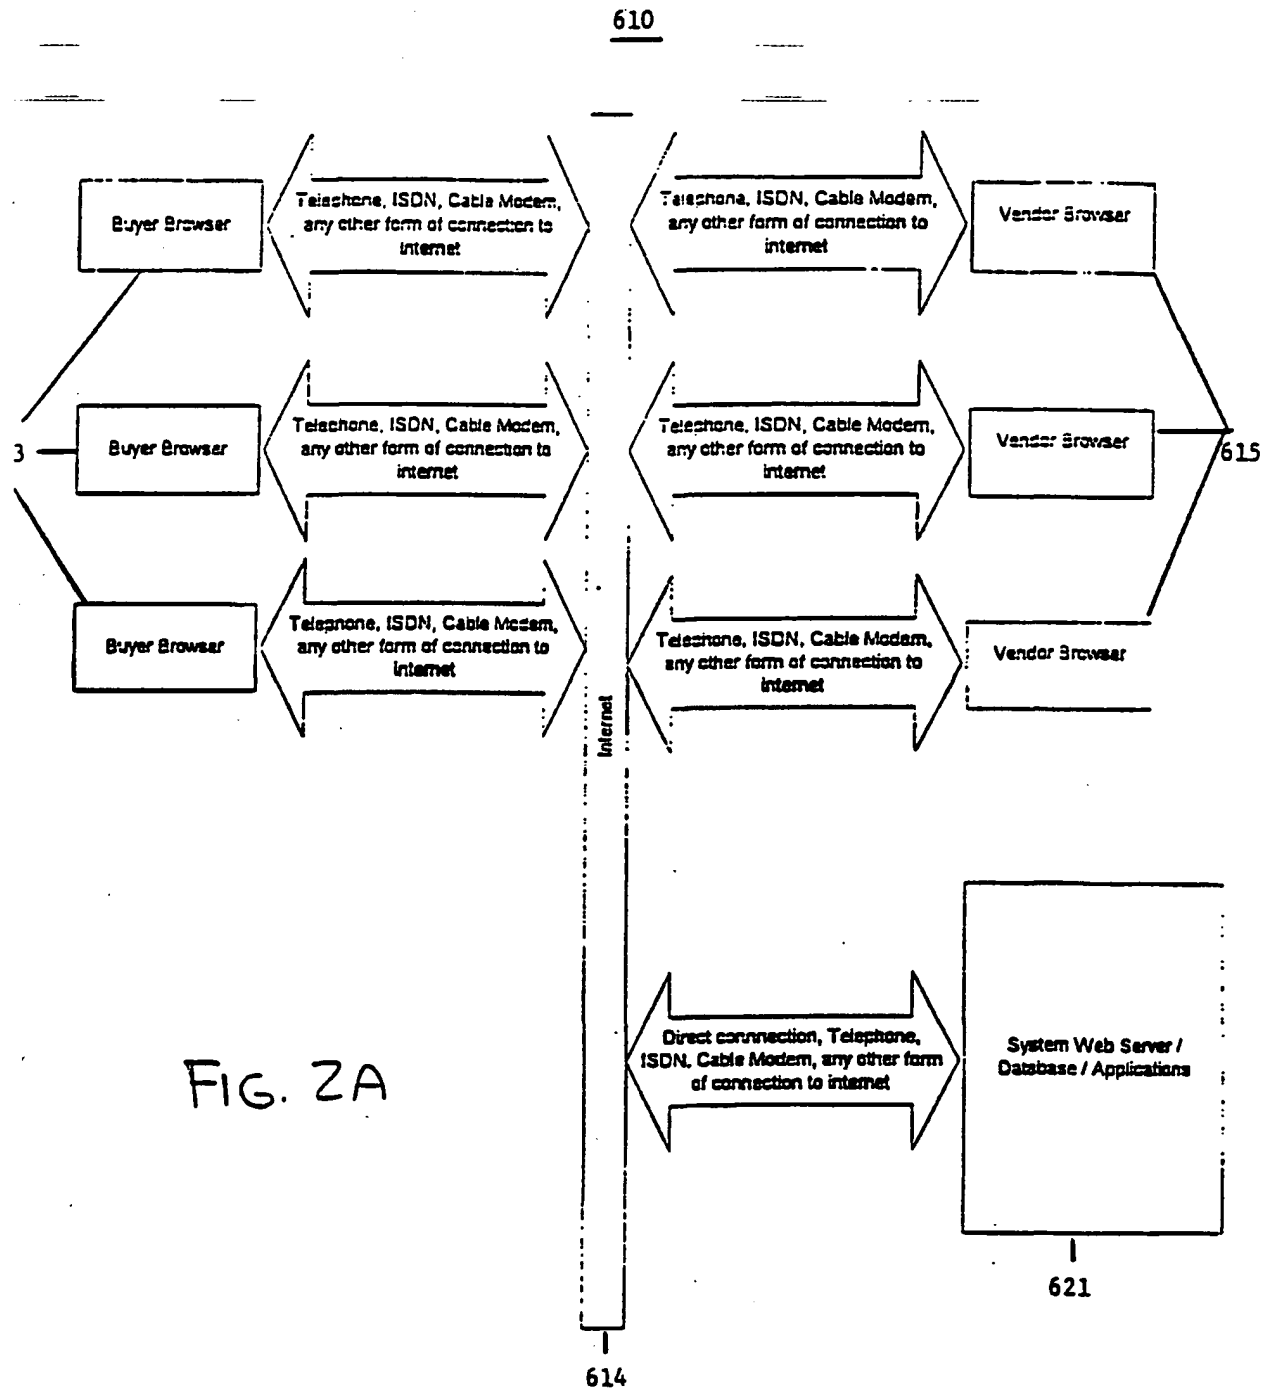 610
Buyer Browser
Telephone, ISDN, Cable Modem,
any other form of connection to
internet
Telephone, ISDN, Cable Modem,
any other form of connection to
internet
Vendor Browser
3
Buyer Browser
Telephone, ISDN, Cable Modem,
any other form of connection to
internet
Telephone, ISDN, Cable Modem,
any other form of connection to
internet
Vendor Browser
615
Buyer Browser
Telephone, ISDN, Cable Modem,
any other form of connection to
internet
Telephone, ISDN, Cable Modem,
any other form of connection to
internet
Vendor Browser
Internet
Direct connnection, Telephone,
ISDN, Cable Modem, any other form
of connection to internet
System Web Server /
Database / Applications
FIG. 2A
621
614